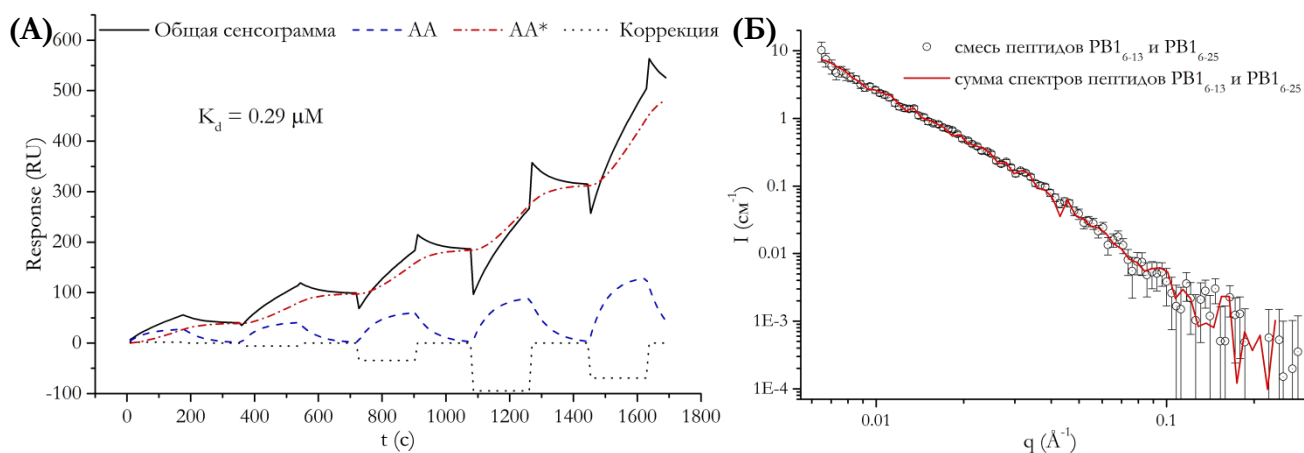 (А)
Общая сенсограмма
АА
АА*
Коррекция
K_d = 0.29 μM
Response (RU)
600
500
400
300
200
100
0
-100
0
200
400
600
800
1000
1200
1400
1600
1800
t (с)
(Б)
смесь пептидов PB1_6-13 и PB1_6-25
сумма спектров пептидов PB1_6-13 и PB1_6-25
I (см⁻¹)
10
1
0.1
0.01
1E-3
1E-4
0.01
0.1
q (Å⁻¹)